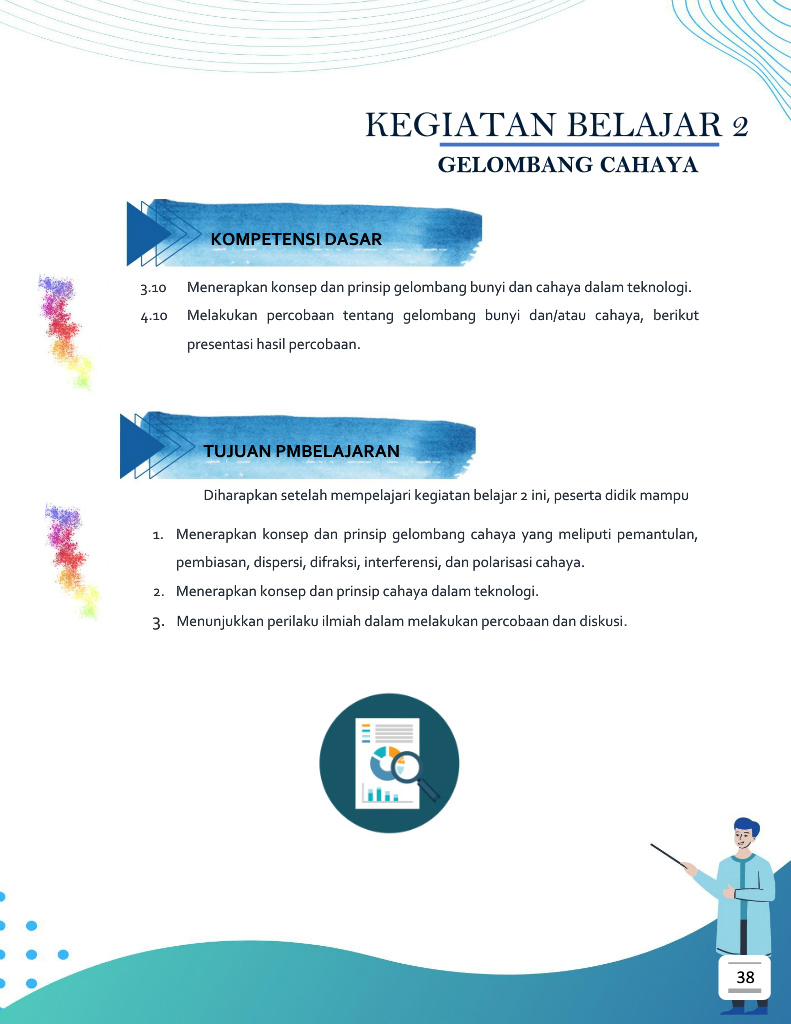 KEGIATAN BELAJAR 2
GELOMBANG CAHAYA
KOMPETENSI DASAR
3.10 Menerapkan konsep dan prinsip gelombang bunyi dan cahaya dalam teknologi.
4.10 Melakukan percobaan tentang gelombang bunyi dan/atau cahaya, berikut
presentasi hasil percobaan.
TUJUAN PMBELAJARAN
Diharapkan setelah mempelajari kegiatan belajar 2 ini, peserta didik mampu
1. Menerapkan konsep dan prinsip gelombang cahaya yang meliputi pemantulan,
pembiasan, dispersi, difraksi, interferensi, dan polarisasi cahaya.
2. Menerapkan konsep dan prinsip cahaya dalam teknologi.
3. Menunjukkan perilaku ilmiah dalam melakukan percobaan dan diskusi.
38